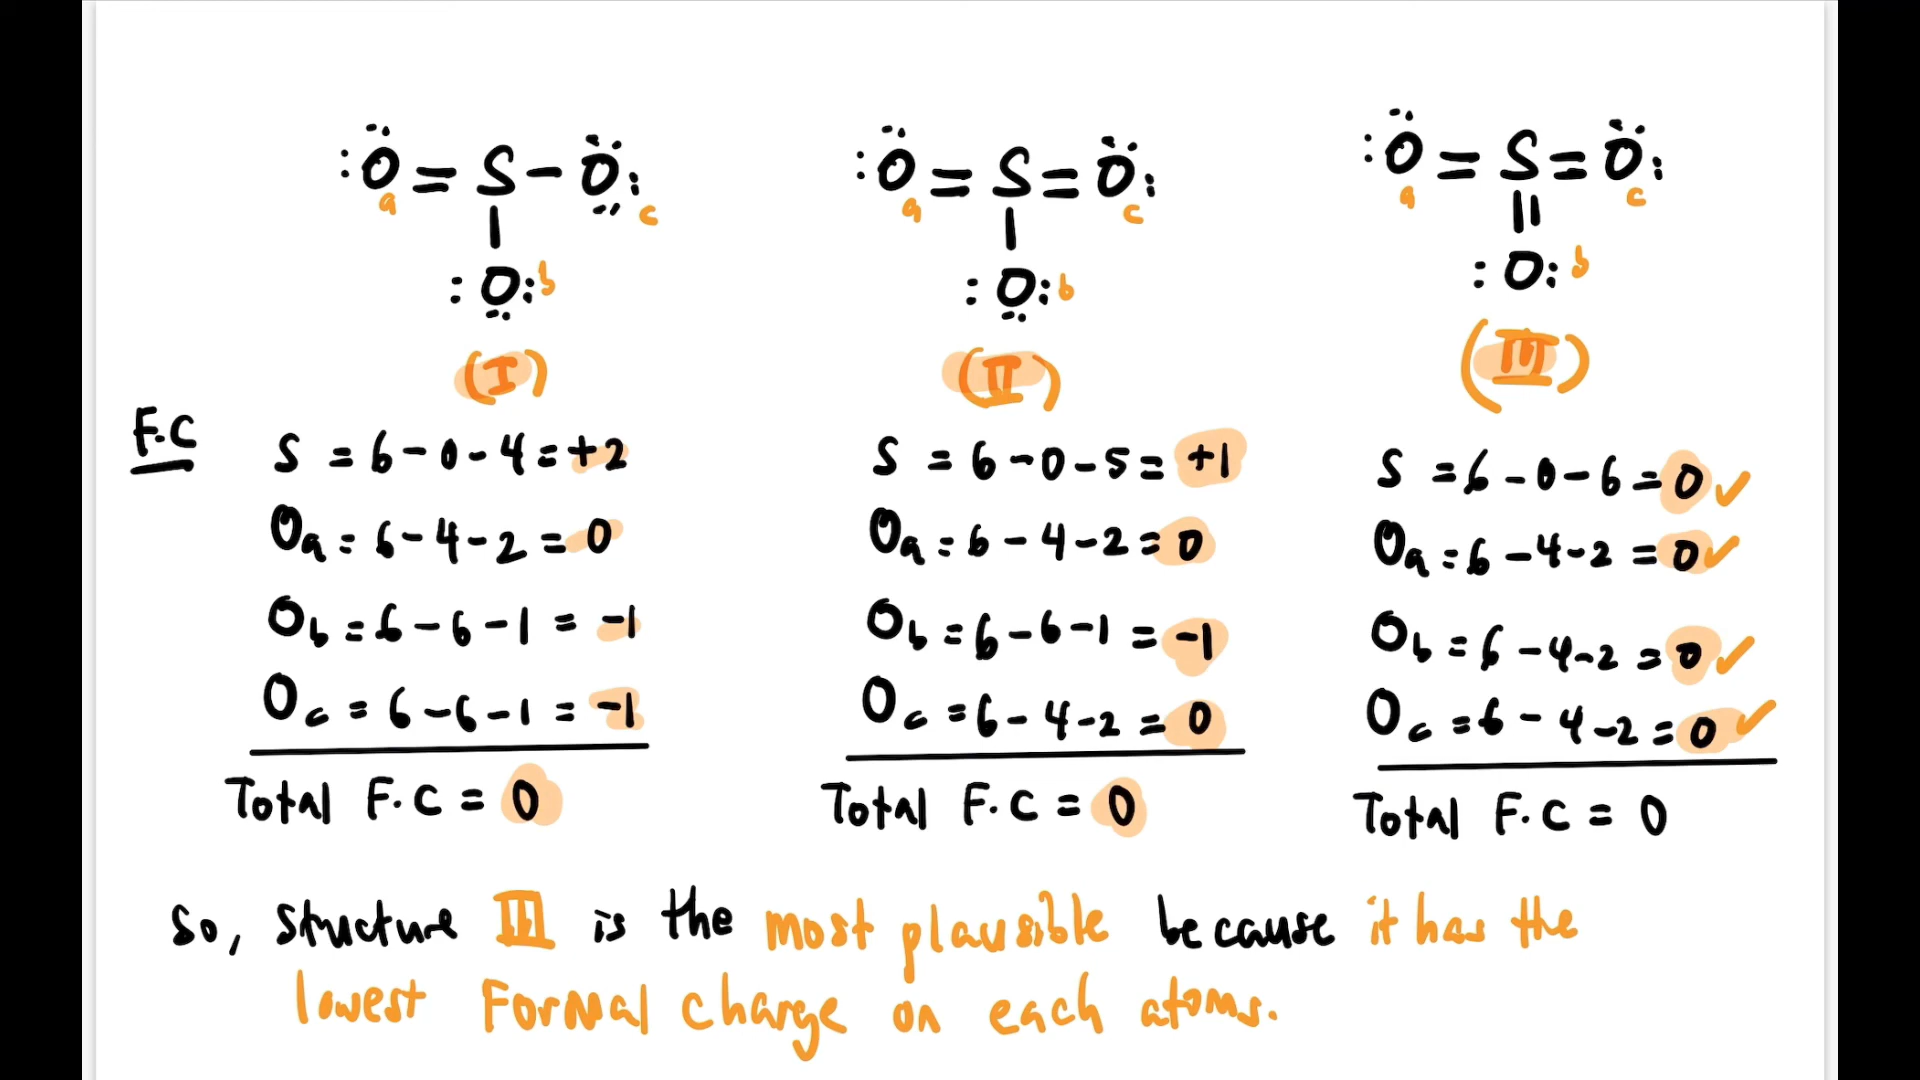 :Ö = S - Ö: :Ö = S = Ö: :Ö = S = Ö:
a c a c a c
:O: b :O: b :O: b
(I) (II) (III)
F.C
S = 6 - 0 - 4 = +2 S = 6 - 0 - 5 = +1 S = 6 - 0 - 6 = 0 ✓
Oa = 6 - 4 - 2 = 0 Oa = 6 - 4 - 2 = 0 Oa = 6 - 4 - 2 = 0 ✓
Ob = 6 - 6 - 1 = -1 Ob = 6 - 6 - 1 = -1 Ob = 6 - 4 - 2 = 0 ✓
Oc = 6 - 6 - 1 = -1 Oc = 6 - 4 - 2 = 0 Oc = 6 - 4 - 2 = 0 ✓
Total F.C = 0 Total F.C = 0 Total F.C = 0
So, structure III is the most plausible because it has the
lowest Formal charge on each atoms.